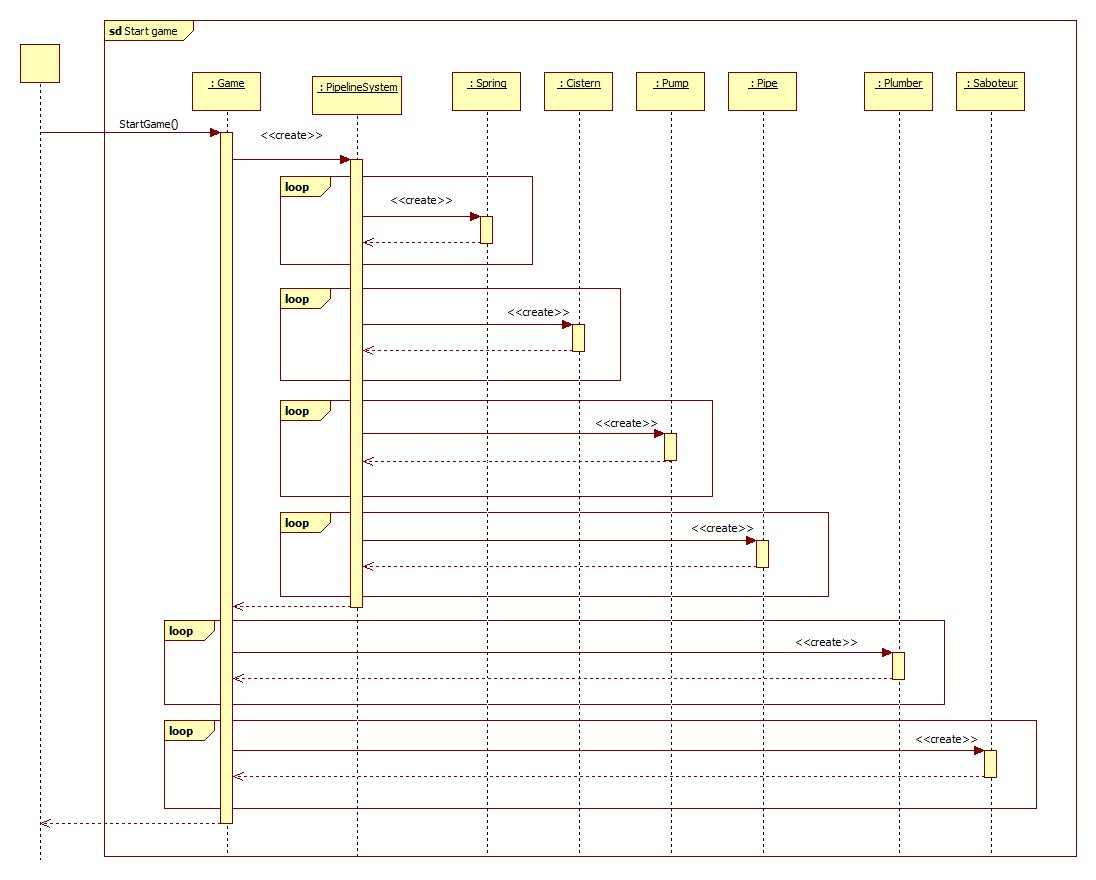 sd Start game
: Game
: PipelineSystem
: Spring
: Cistern
: Pump
: Pipe
: Plumber
: Saboteur
StartGame()
<<create>>
loop
<<create>>
loop
<<create>>
loop
<<create>>
loop
<<create>>
loop
<<create>>
loop
<<create>>